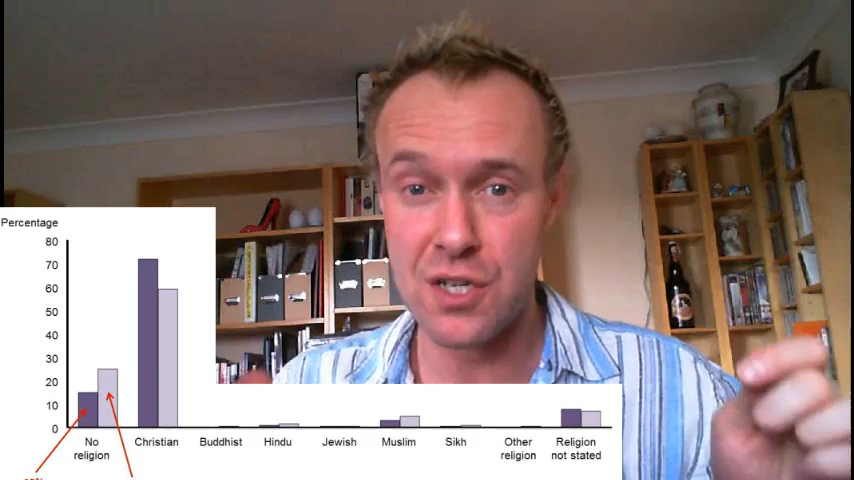 Percentage
80
70
60
50
40
30
20
10
0
No religion
Christian
Buddhist
Hindu
Jewish
Muslim
Sikh
Other religion
Religion not stated